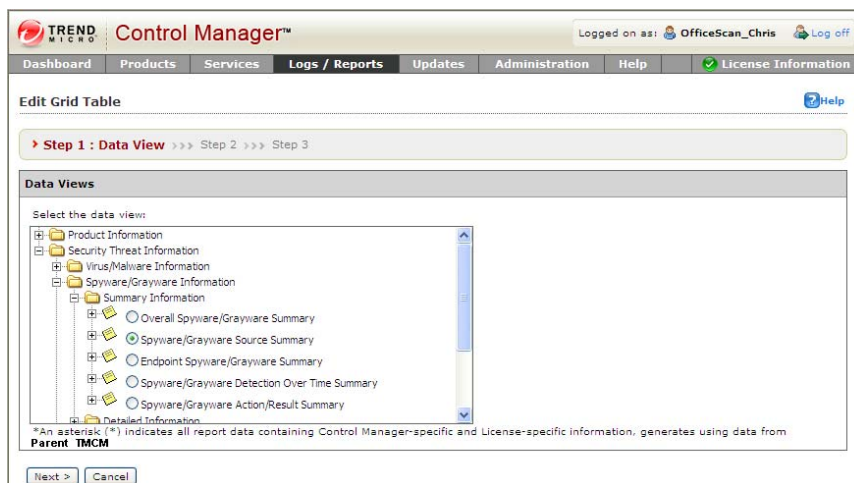 TREND MICRO Control Manager™
Logged on as: OfficeScan_Chris Log off
Dashboard Products Services Logs / Reports Updates Administration Help License Information
Edit Grid Table
Help
Step 1 : Data View >>> Step 2 >>> Step 3
Data Views
Select the data view:
Product Information
Security Threat Information
Virus/Malware Information
Spyware/Grayware Information
Summary Information
Overall Spyware/Grayware Summary
Spyware/Grayware Source Summary
Endpoint Spyware/Grayware Summary
Spyware/Grayware Detection Over Time Summary
Spyware/Grayware Action/Result Summary
Detailed Information
*An asterisk (*) indicates all report data containing Control Manager-specific and License-specific information, generates using data from
Parent TMCM
Next > Cancel